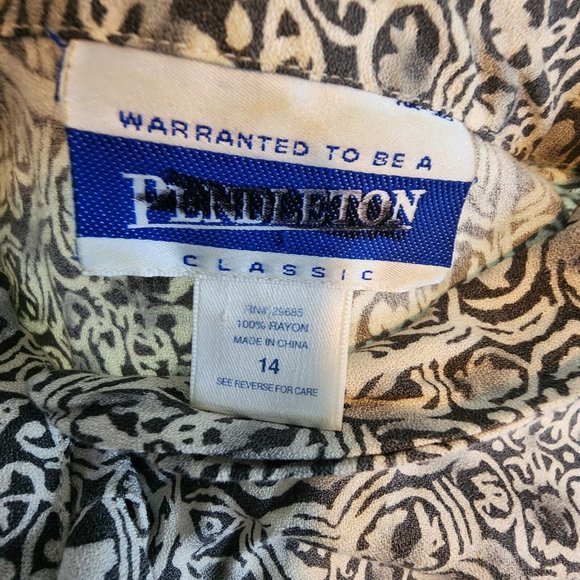 WARRANTED TO BE A
PENDLETON
CLASSIC
RN# 29685
100% RAYON
MADE IN CHINA
14
SEE REVERSE FOR CARE